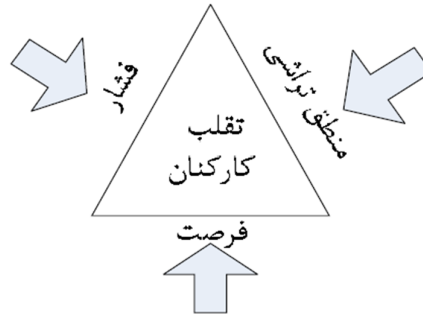 فشار
منطق تراشی
تقلب
کارکنان
فرصت